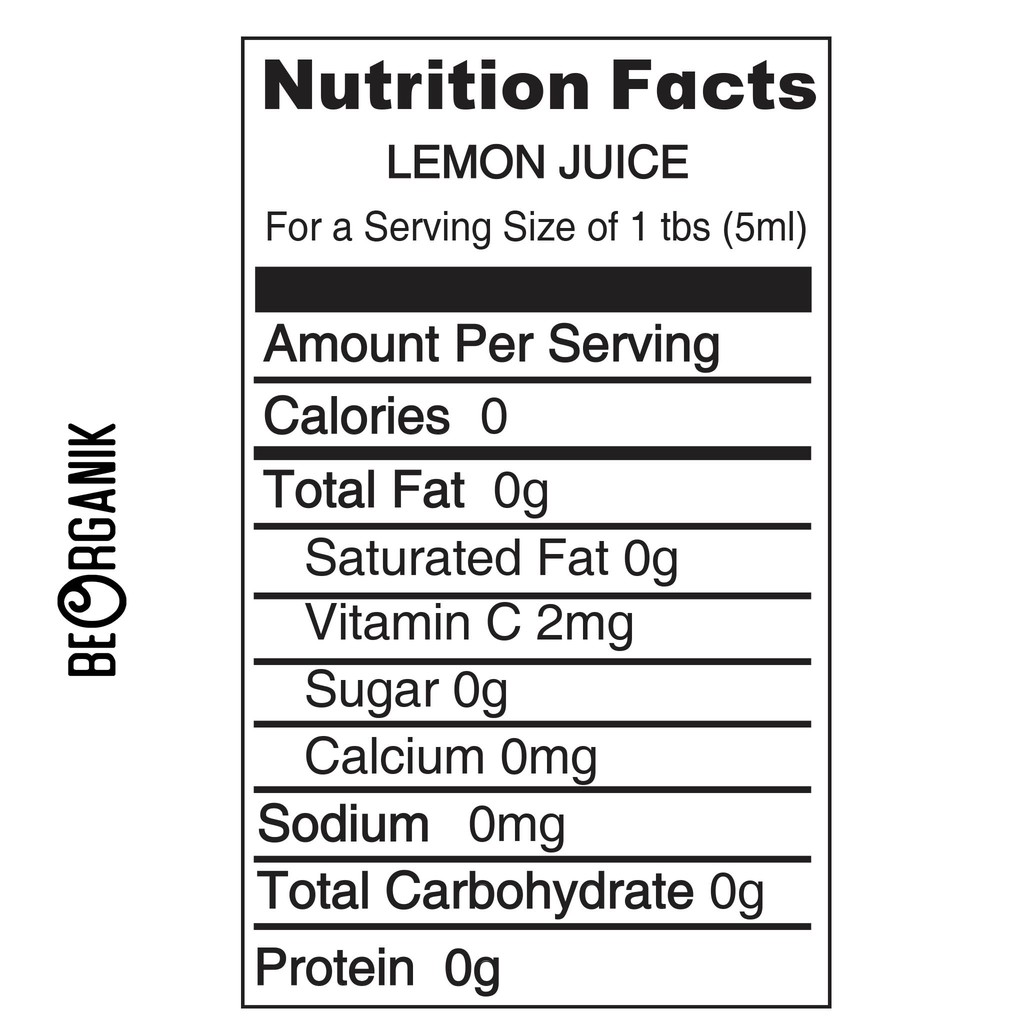 BEORGANIK
Nutrition Facts
LEMON JUICE
For a Serving Size of 1 tbs (5ml)
Amount Per Serving
Calories 0
Total Fat 0g
Saturated Fat 0g
Vitamin C 2mg
Sugar 0g
Calcium 0mg
Sodium 0mg
Total Carbohydrate 0g
Protein 0g